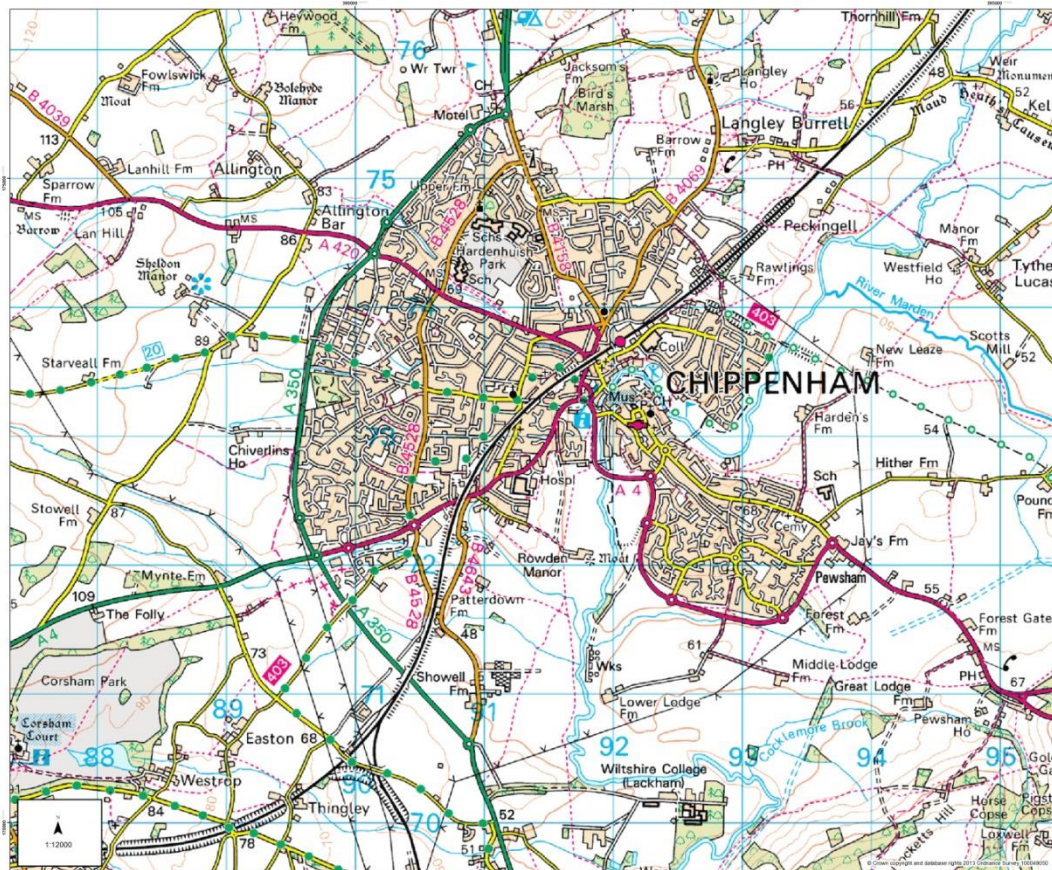 Heywood
Fm
76
Wr Twr
CH
Jackson's
Fm
Bird's
Marsh
Langley
Ho
Thornhill Fm
48
Weir
Monument
52
Kel
Maud
Heath's
Causew
56
Fowlswick
Fm
Moat
Bolehyde
Manor
Motel
Langley Burrell
PH
Barrow
Fm
B 4039
113
Lanhill Fm
Allington
Sparrow
Fm
MS
Barrow
105
Lan Hill
MS
83
Allington
Bar
86
A 420
75
Upper Fm
B 4528
Schs
Hardenhuish
Park
MS
Sch
69
MS
B 4158
B 4069
Peckingell
Manor
Fm
Westfield
Ho
Tythe
Lucas
Rawlings
Fm
403
River Marden
50
Sheldon
Manor
Starveall Fm
20
89
A 350
Coll
New Leaze
Fm
Scotts
Mill
52
CHIPPENHAM
Mus
CH
Harden's
Fm
54
Chiverlins
Ho
B 4528
Hospl
A 4
Sch
Hither Fm
Pound
Fm
68
Cemy
Stowell
Fm
87
Jay's Fm
Pewsham
Rowden
Manor
Moat
Mynte Fm
109
The Folly
A4
B4643
B4528
Patterdown
Fm
A 350
48
55
Forest
Fm
Forest Gate
Fm
MS
61
Middle Lodge
Fm
67
PH
Corsham Park
90
73
403
71
Showell
Fm
Wks
Lower Lodge
Fm
Great Lodge
Fm
Pewsham
Ho
Corsham
Court
88
89
Easton
68
91
92
93
94
95
Cocklemore Brook
Westrop
90
Wiltshire College
(Lackham)
Thingley
84
80
78
70
52
51
Horse
Copse
Loxwell
Fm
N
1:12000
© Crown copyright and database rights 2013 Ordnance Survey 100049050